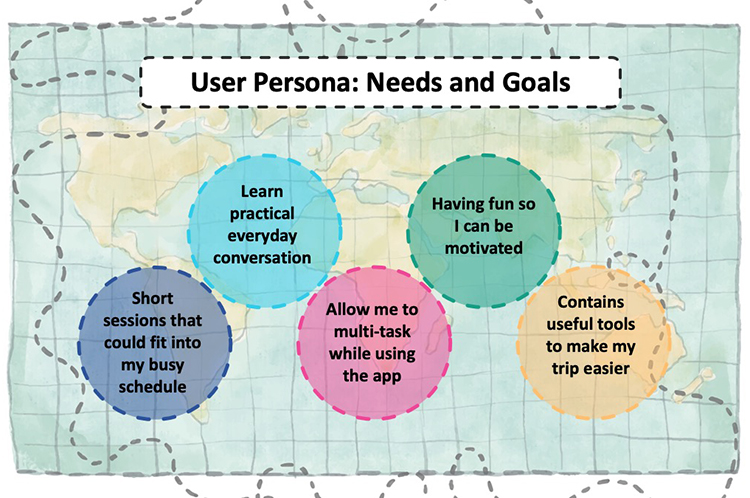 User Persona: Needs and Goals
Learn
practical
everyday
conversation
Having fun so
I can be
motivated
Short
sessions that
could fit into
my busy
schedule
Allow me to
multi-task
while using
the app
Contains
useful tools
to make my
trip easier